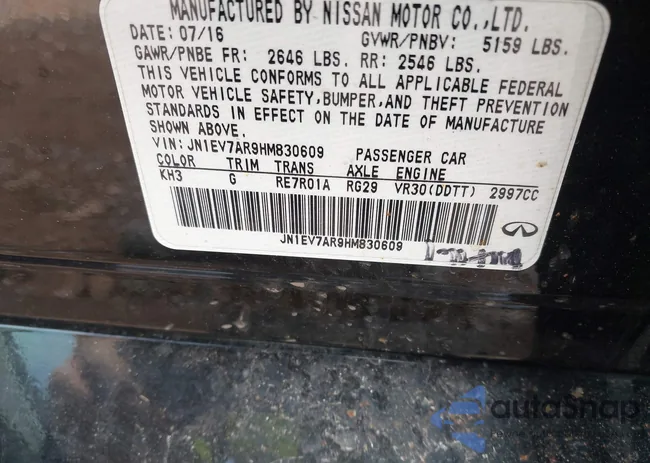 MANUFACTURED BY NISSAN MOTOR CO.,LTD.
DATE: 07/16 GVWR/PNBV: 5159 LBS.
GAWR/PNBE FR: 2646 LBS. RR: 2546 LBS.
THIS VEHICLE CONFORMS TO ALL APPLICABLE FEDERAL
MOTOR VEHICLE SAFETY,BUMPER,AND THEFT PREVENTION
STANDARDS IN EFFECT ON THE DATE OF MANUFACTURE
SHOWN ABOVE.
VIN: JN1EV7AR9HM830609 PASSENGER CAR
COLOR TRIM TRANS AXLE ENGINE
KH3 G RE7R01A RG29 VR30(DDTT) 2997CC
JN1EV7AR9HM830609
autoSnap